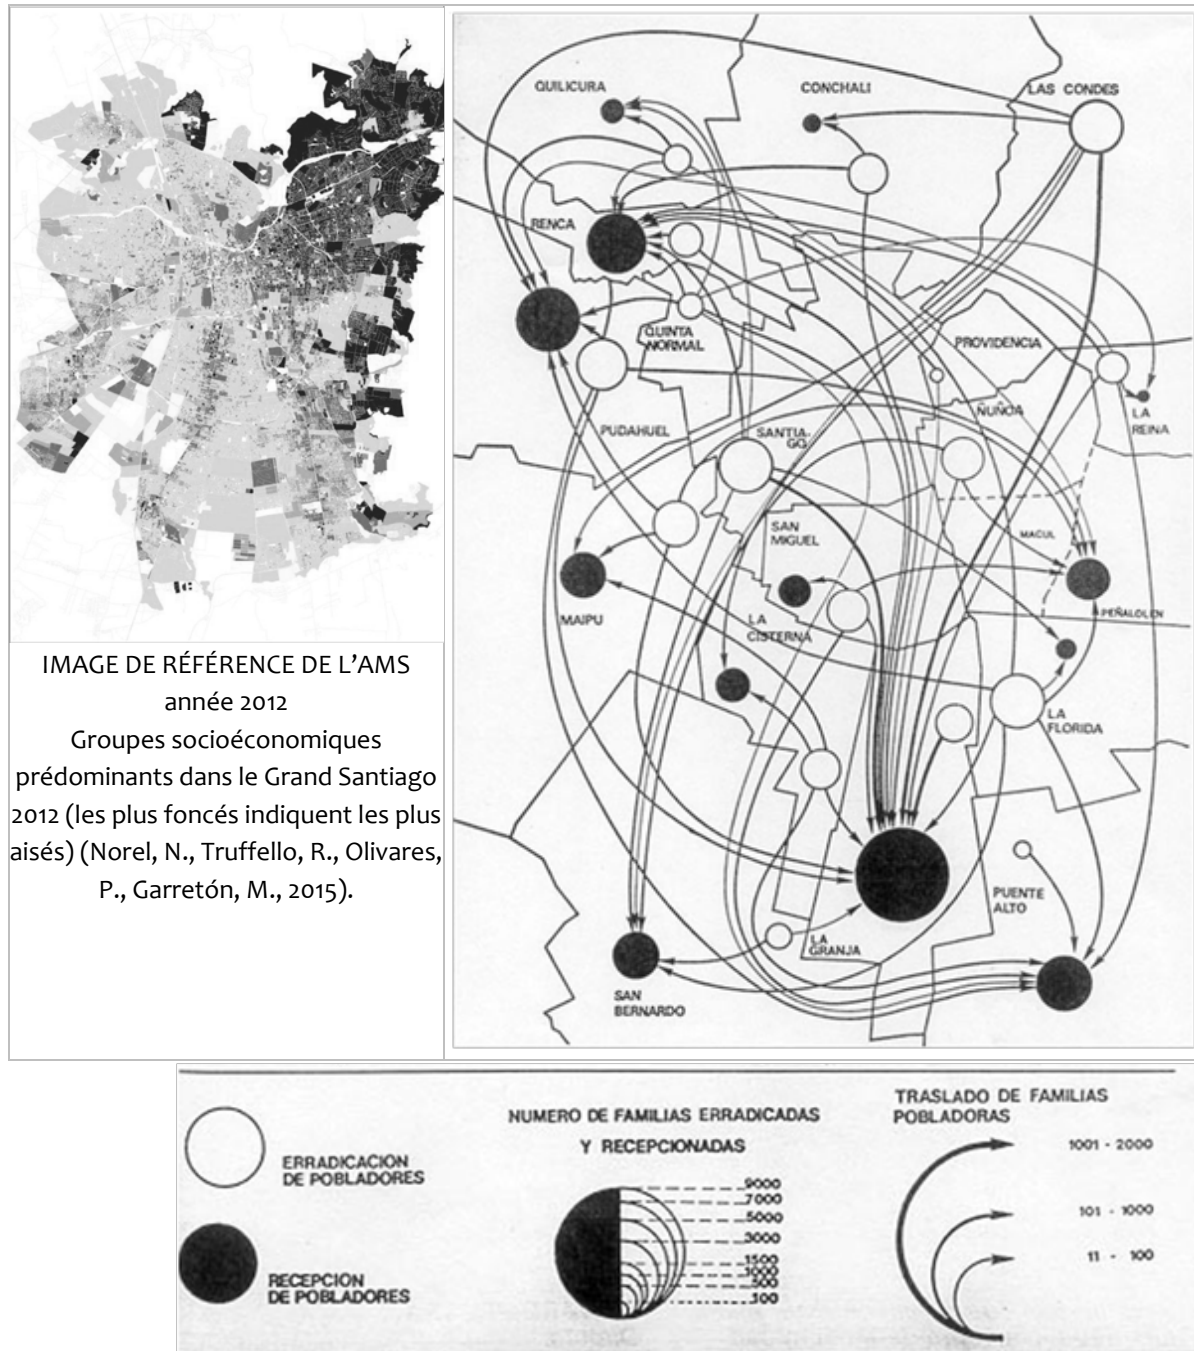 IMAGE DE RÉFÉRENCE DE L'AMS
année 2012
Groupes socioéconomiques
prédominants dans le Grand Santiago
2012 (les plus foncés indiquent les plus
aisés) (Norel, N., Truffello, R., Olivares,
P., Garretón, M., 2015).
QUILICURA
CONCHALI
LAS CONDES
RENCA
QUINTA
NORMAL
PROVIDENCIA
PUDAHUEL
SANTIA-
GO
ÑUÑOA
LA
REINA
SAN
MIGUEL
MACUL
MAIPU
LA
CISTERNA
PEÑALOLEN
LA
FLORIDA
PUENTE
ALTO
LA
GRANJA
SAN
BERNARDO
ERRADICACION
DE POBLADORES
RECEPCION
DE POBLADORES
NUMERO DE FAMILIAS ERRADICADAS
Y RECEPCIONADAS
9000
7000
5000
3000
1500
1000
500
100
TRASLADO DE FAMILIAS
POBLADORAS
1001 - 2000
101 - 1000
11 - 100